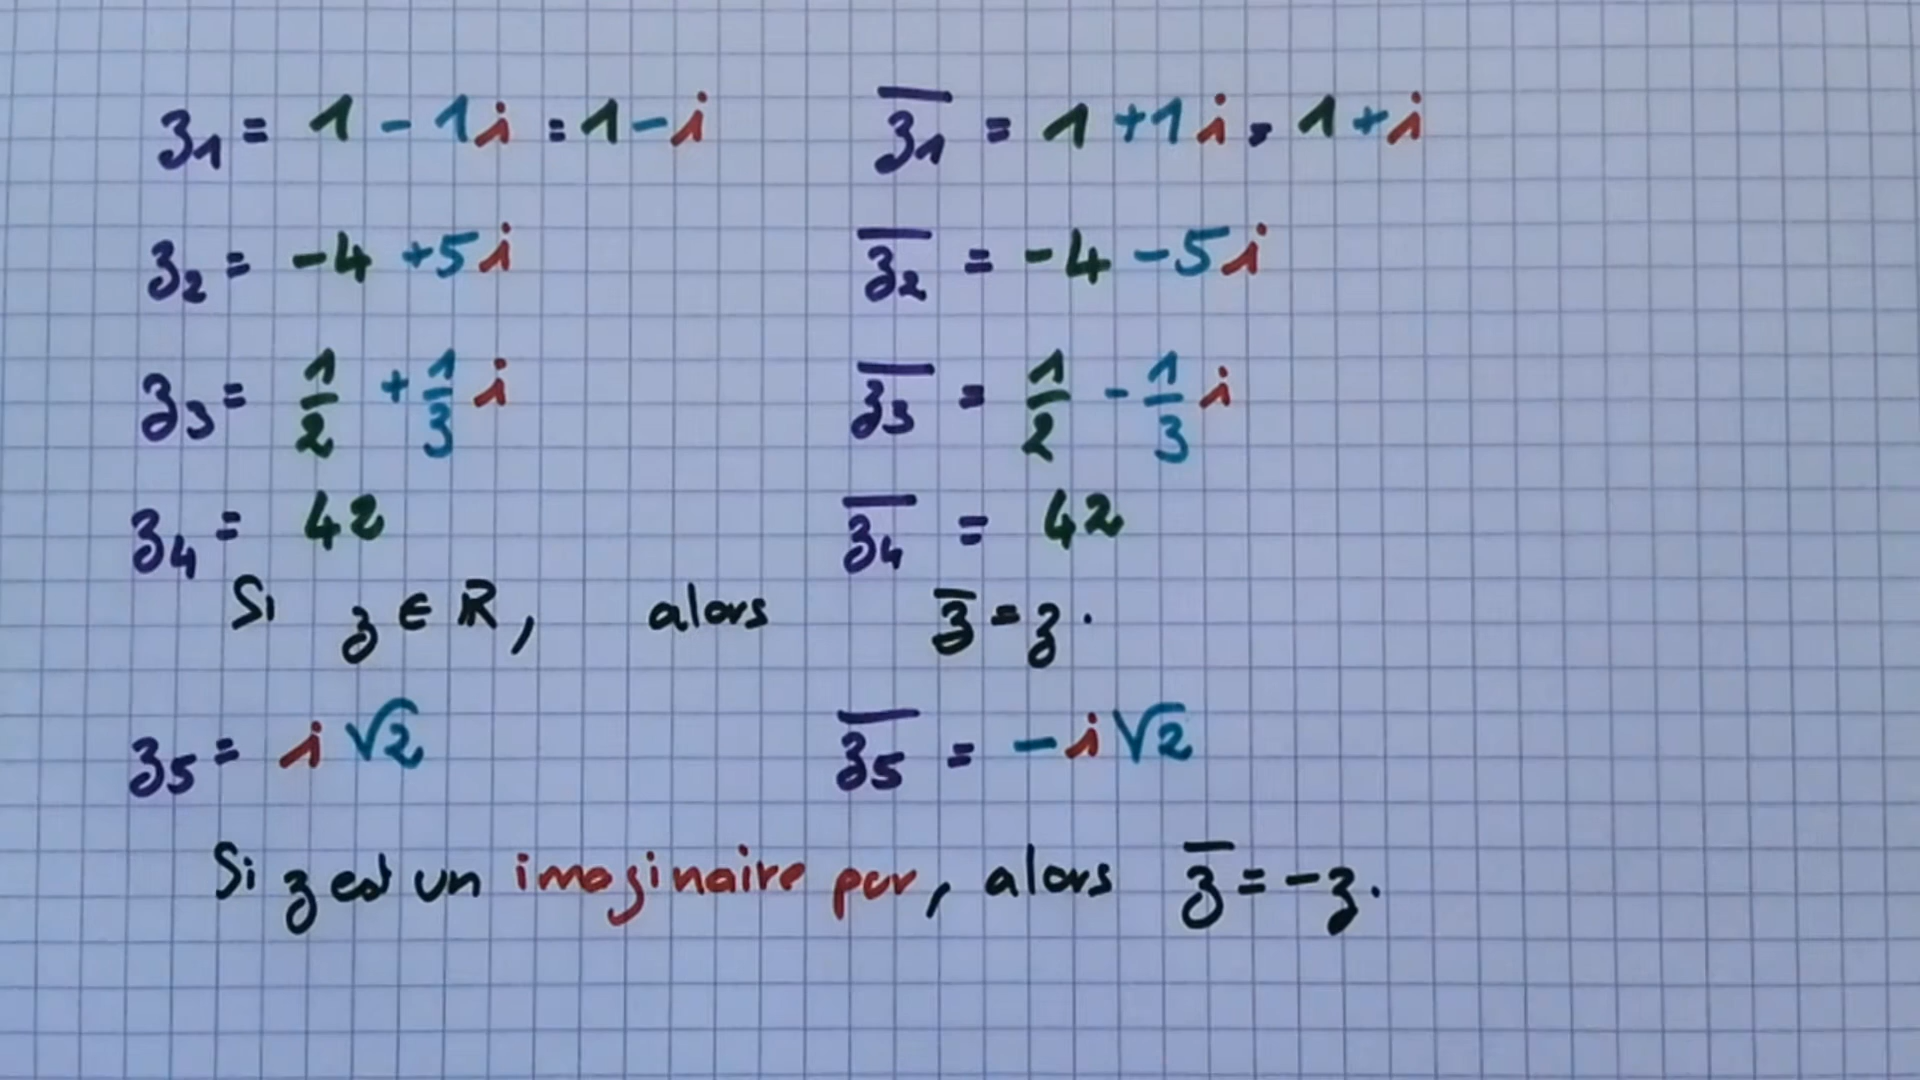 z₁ = 1 - 1i = 1 - i    z̅₁ = 1 + 1i = 1 + i
z₂ = -4 + 5i    z̅₂ = -4 - 5i
z₃ = 1/2 + 1/3 i    z̅₃ = 1/2 - 1/3 i
z₄ = 42    z̅₄ = 42
Si z ∈ ℝ, alors z̅ = z.
z₅ = i √2    z̅₅ = -i √2
Si z est un imaginaire pur, alors z̅ = -z.